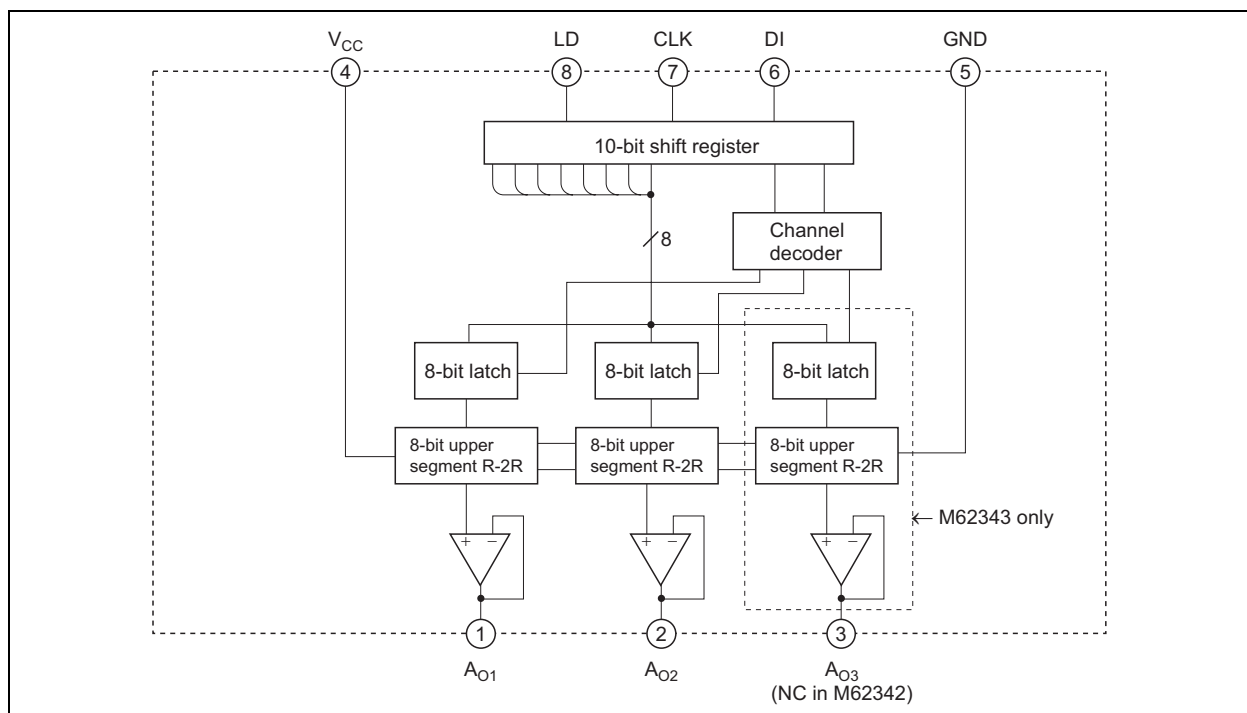 VCC
LD
CLK
DI
GND
4
8
7
6
5
10-bit shift register
8
Channel
decoder
8-bit latch
8-bit latch
8-bit latch
8-bit upper
segment R-2R
8-bit upper
segment R-2R
8-bit upper
segment R-2R
← M62343 only
+ −
+ −
+ −
1
2
3
AO1
AO2
AO3
(NC in M62342)